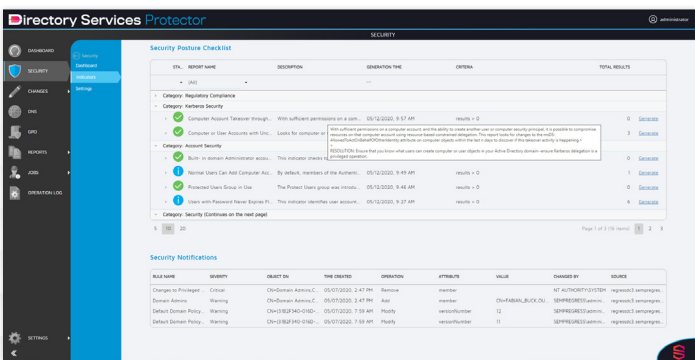 Directory Services Protector
administrator
SECURITY
DASHBOARD
SECURITY
CHANGES
DNS
GPO
REPORTS
JOBS
OPERATION LOG
SETTINGS
Security
Dashboard
Indicators
Settings
Security Posture Checklist
STA... REPORT NAME DESCRIPTION GENERATION TIME CRITERIA TOTAL RESULTS
(All)
Category: Regulatory Compliance
Category: Kerberos Security
Computer Account Takeover through... With sufficient permissions on a com... 05/12/2020, 9:57 AM results > 0 0 Generate
Computer or User Accounts with Unc... Looks for computer or 3 Generate
With sufficient permissions on a computer account, and the ability to create another user or computer security principal, it is possible to compromise
resources on that computer account using resource-based constrained delegation. This report looks for changes to the msDS-
AllowedToActOnBehalfOfOtherIdentity attribute on computer objects within the last n days to discover if this takeover activity is happening.
RESOLUTION: Ensure that you know what users can create computer or user objects in your Active Directory domain- ensure Kerberos delegation is a
privileged operation.
Category: Account Security
Built- in domain Administrator accou... This indicator checks to 0 Generate
Normal Users Can Add Computer Acc... By default, members of the Authenti... 05/12/2020, 9:49 AM results > 0 1 Generate
Protected Users Group in Use The Protect Users group was introdu... 05/12/2020, 9:46 AM results > 0 0 Generate
Users with Password Never Expires Fl... This indicator identifies user account... 05/12/2020, 9:27 AM results > 0 6 Generate
Category: Security (Continues on the next page)
5 10 20 Page 1 of 3 (16 items) 1 2 3
Security Notifications
RULE NAME SEVERITY OBJECT DN TIME CREATED OPERATION ATTRIBUTE VALUE CHANGED BY SOURCE
Changes to Privileged ... Critical CN=Domain Admins,C... 05/07/2020, 2:47 PM Remove member NT AUTHORITY\SYSTEM
Domain Admins Warning CN=Domain Admins,C... 05/07/2020, 2:47 PM Add member CN=FABIAN_BUCK,OU...
Default Domain Policy... Warning 05/07/2020, 7:59 AM Modify versionNumber 12
Default Domain Policy... Warning 05/07/2020, 7:59 AM Modify versionNumber 11